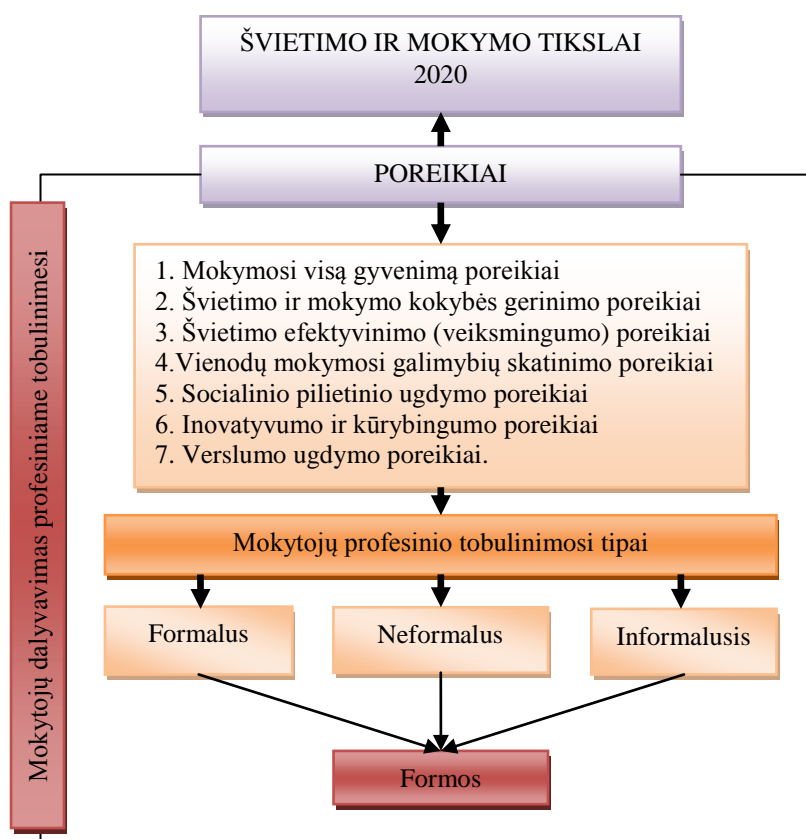 ŠVIETIMO IR MOKYMO TIKSLAI
2020
POREIKIAI
Mokytojų dalyvavimas profesiniame tobulinimesi
1. Mokymosi visą gyvenimą poreikiai
2. Švietimo ir mokymo kokybės gerinimo poreikiai
3. Švietimo efektyvinimo (veiksmingumo) poreikiai
4.Vienodų mokymosi galimybių skatinimo poreikiai
5. Socialinio pilietinio ugdymo poreikiai
6. Inovatyvumo ir kūrybingumo poreikiai
7. Verslumo ugdymo poreikiai.
Mokytojų profesinio tobulinimosi tipai
Formalus
Neformalus
Informalusis
Formos